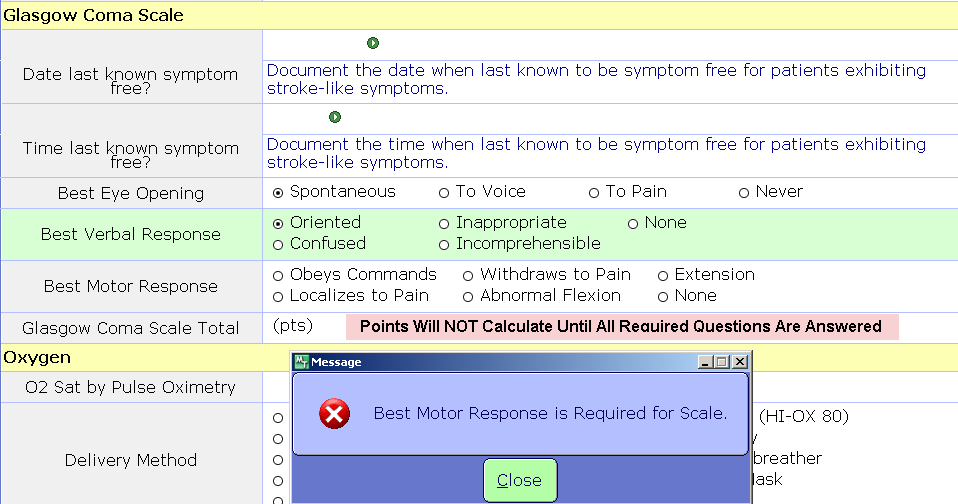 Glasgow Coma Scale
Date last known symptom
free?
Document the date when last known to be symptom free for patients exhibiting
stroke-like symptoms.
Time last known symptom
free?
Document the time when last known to be symptom free for patients exhibiting
stroke-like symptoms.
Best Eye Opening
Spontaneous To Voice To Pain Never
Best Verbal Response
Oriented Inappropriate None
Confused Incomprehensible
Best Motor Response
Obeys Commands Withdraws to Pain Extension
Localizes to Pain Abnormal Flexion None
Glasgow Coma Scale Total (pts) Points Will NOT Calculate Until All Required Questions Are Answered
Oxygen
Message
O2 Sat by Pulse Oximetry
Best Motor Response is Required for Scale.
(HI-OX 80)
Delivery Method
breather
Close